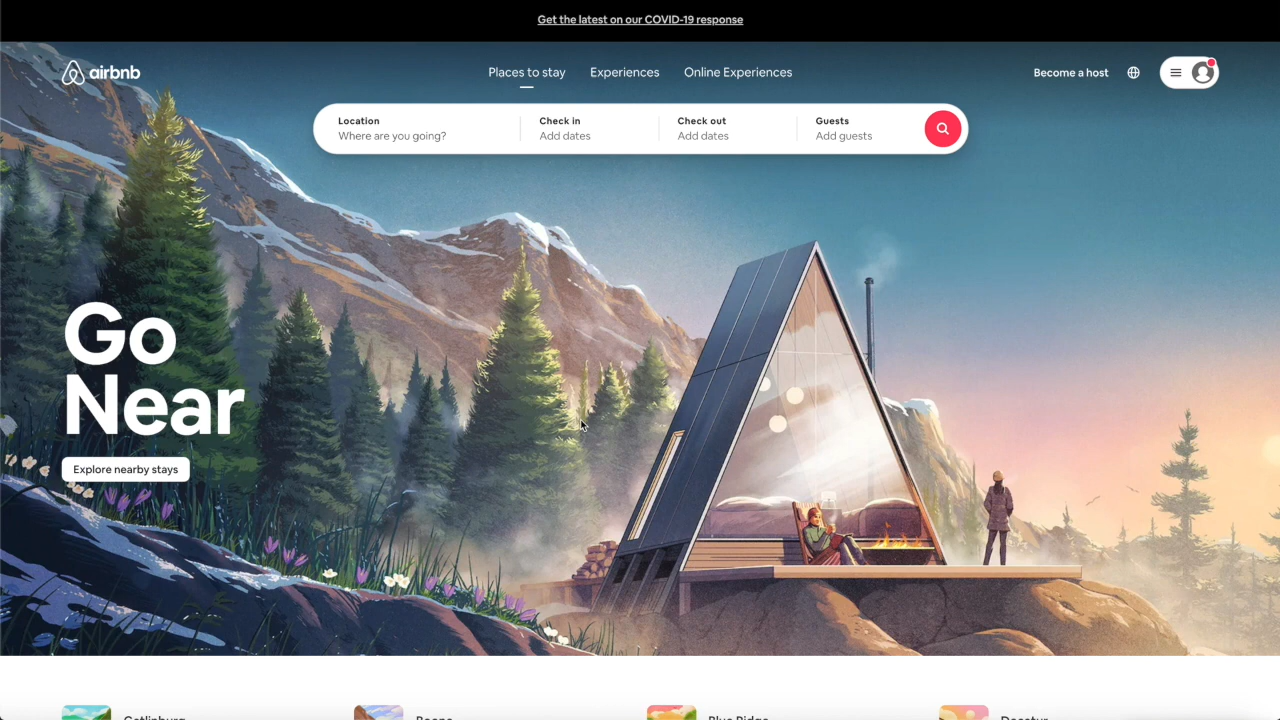 Get the latest on our COVID-19 response
airbnb
Places to stay
Experiences
Online Experiences
Become a host
Location
Where are you going?
Check in
Add dates
Check out
Add dates
Guests
Add guests
Go
Near
Explore nearby stays
Gatlinburg
Boone
Blue Ridge
Decatur